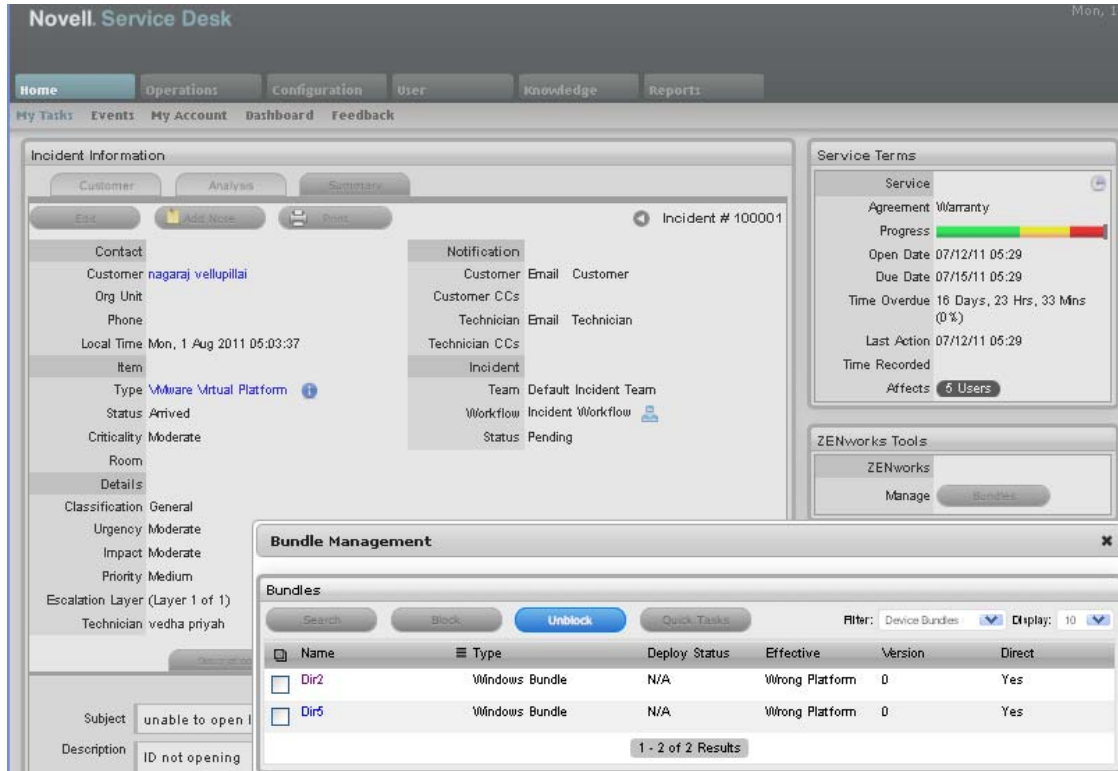 Novell. Service Desk
Mon, 1
Home Operations Configuration User Knowledge Reports
My Tasks Events My Account Dashboard Feedback
Incident Information
Customer Analysis Summary
Edit Add Note Print Incident # 100001
Contact
Customer nagaraj vellupillai
Org Unit
Phone
Local Time Mon, 1 Aug 2011 05:03:37
Item
Type VMware Virtual Platform
Status Arrived
Criticality Moderate
Room
Details
Classification General
Urgency Moderate
Impact Moderate
Priority Medium
Escalation Layer (Layer 1 of 1)
Technician vedha priyah
Notification
Customer Email Customer
Customer CCs
Technician Email Technician
Technician CCs
Incident
Team Default Incident Team
Workflow Incident Workflow
Status Pending
Subject unable to open
Description ID not opening
Service Terms
Service
Agreement Warranty
Progress
Open Date 07/12/11 05:29
Due Date 07/15/11 05:29
Time Overdue 16 Days, 23 Hrs, 33 Mins
(0%)
Last Action 07/12/11 05:29
Time Recorded
Affects 5 Users
ZENworks Tools
ZENworks
Manage Bundles
Bundle Management
Bundles
Search Block Unblock Quick Tasks Filter: Device Bundles Display: 10
Name Type Deploy Status Effective Version Direct
Dir2 Windows Bundle N/A Wrong Platform 0 Yes
Dir5 Windows Bundle N/A Wrong Platform 0 Yes
1 - 2 of 2 Results